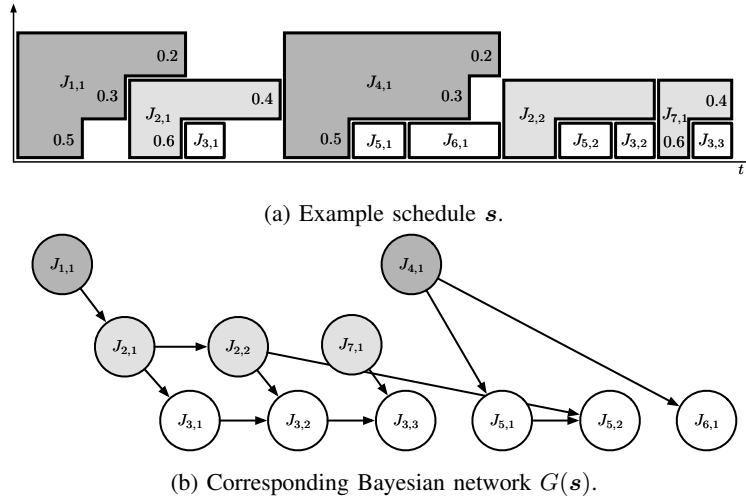 0.2
0.2
J1,1
J4,1
0.3
0.4
0.3
0.4
J2,1
J2,2
J7,1
0.5
0.6
J3,1
0.5
J5,1
J6,1
J5,2
J3,2
0.6
J3,3
t
(a) Example schedule s.
J1,1
J4,1
J2,1
J2,2
J7,1
J3,1
J3,2
J3,3
J5,1
J5,2
J6,1
(b) Corresponding Bayesian network G(s).